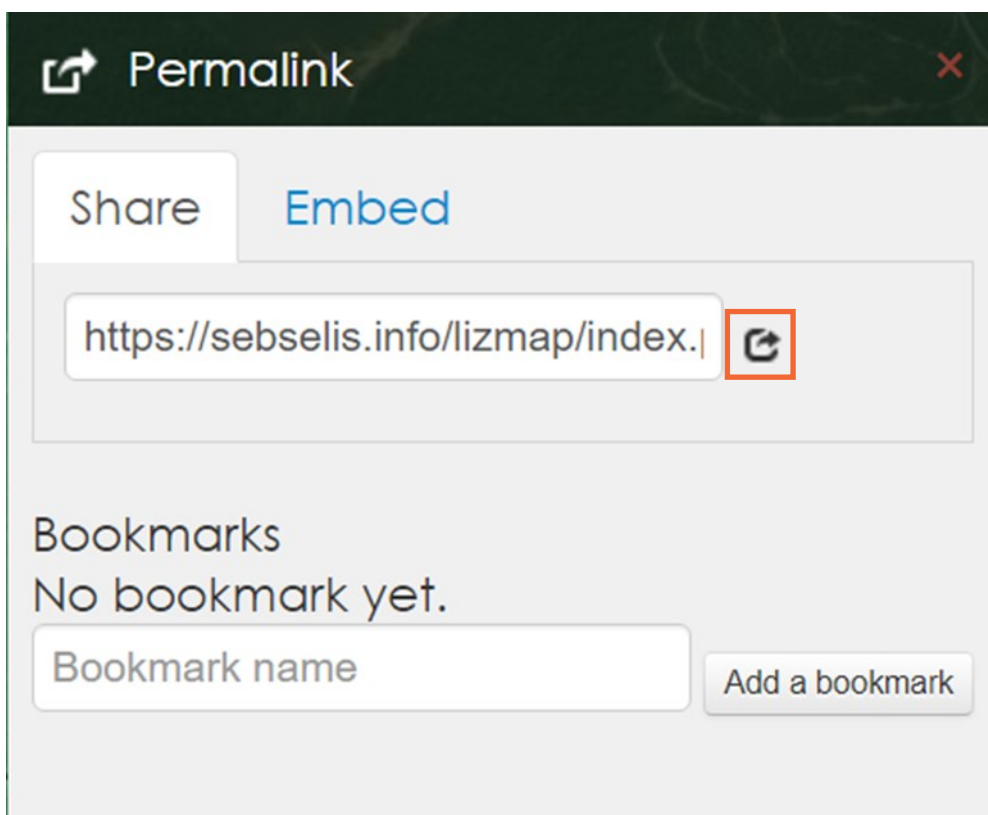 Permalink
Share Embed
https://sebselis.info/lizmap/index.
Bookmarks
No bookmark yet.
Bookmark name
Add a bookmark